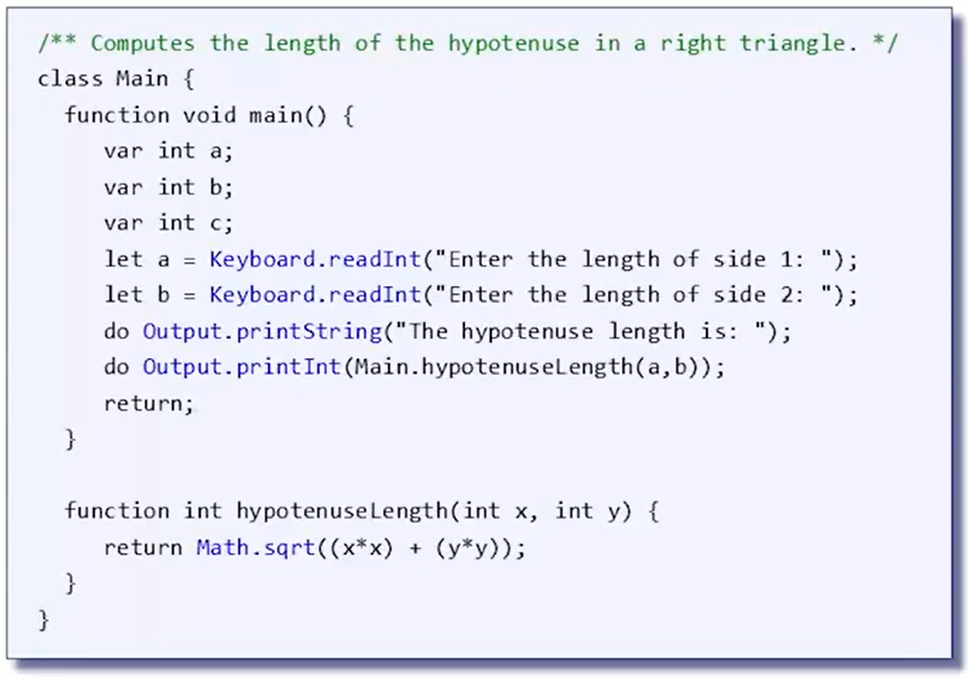 /** Computes the length of the hypotenuse in a right triangle. */
class Main {
  function void main() {
     var int a;
     var int b;
     var int c;
     let a = Keyboard.readInt("Enter the length of side 1: ");
     let b = Keyboard.readInt("Enter the length of side 2: ");
     do Output.printString("The hypotenuse length is: ");
     do Output.printInt(Main.hypotenuseLength(a,b));
     return;
  }

  function int hypotenuseLength(int x, int y) {
     return Math.sqrt((x*x) + (y*y));
  }
}